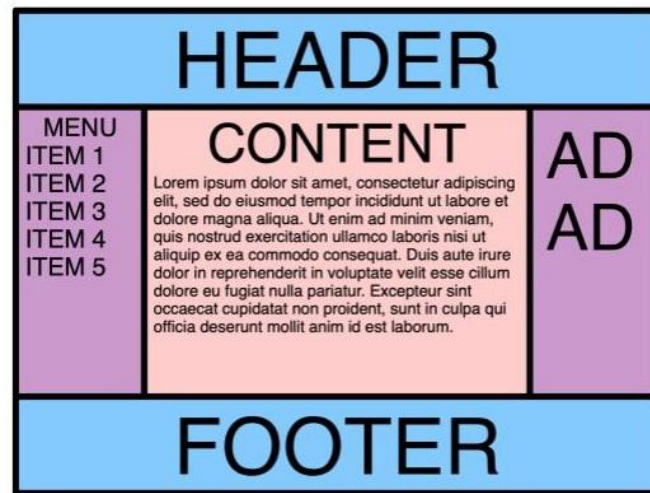 HEADER
MENU
ITEM 1
ITEM 2
ITEM 3
ITEM 4
ITEM 5
CONTENT
Lorem ipsum dolor sit amet, consectetur adipiscing
elit, sed do eiusmod tempor incididunt ut labore et
dolore magna aliqua. Ut enim ad minim veniam,
quis nostrud exercitation ullamco laboris nisi ut
aliquip ex ea commodo consequat. Duis aute irure
dolor in reprehenderit in voluptate velit esse cillum
dolore eu fugiat nulla pariatur. Excepteur sint
occaecat cupidatat non proident, sunt in culpa qui
officia deserunt mollit anim id est laborum.
AD
AD
FOOTER